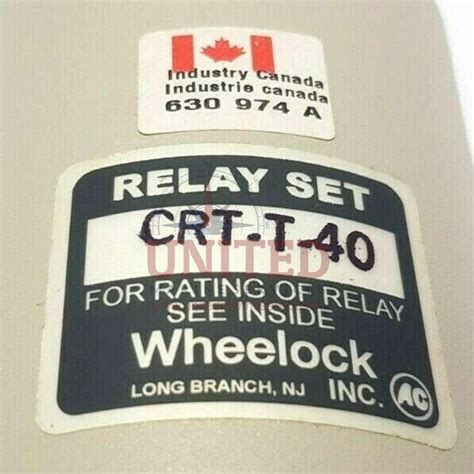 Industry Canada
Industrie canada
630 974 A
RELAY SET
CRT-T-40
UNITED
FOR RATING OF RELAY
SEE INSIDE
Wheelock
LONG BRANCH, NJ INC. AG